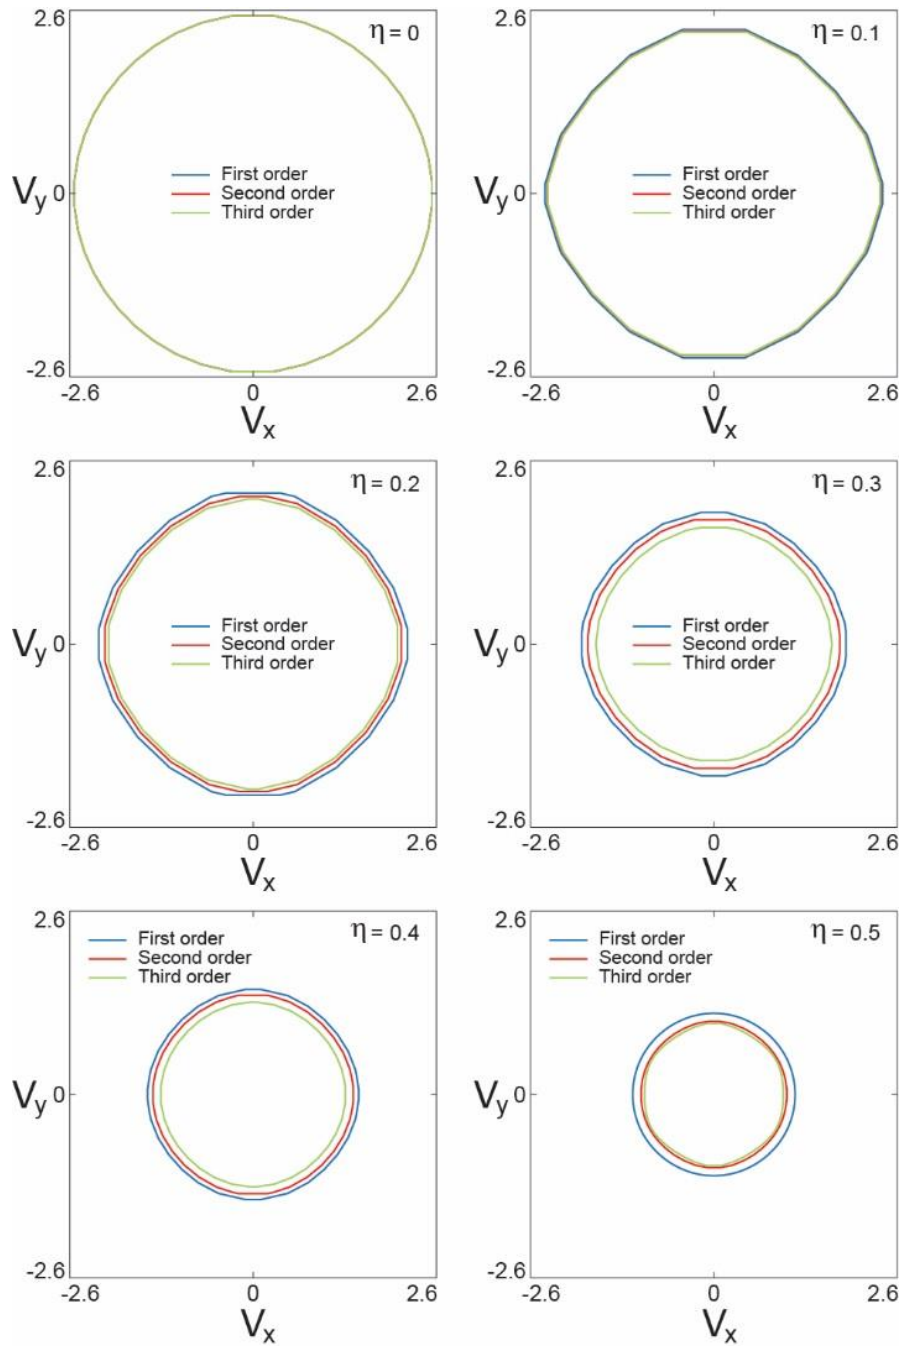 2.6
η = 0
First order
V_y 0
Second order
Third order
-2.6
-2.6 0 2.6
V_x
2.6
η = 0.1
First order
V_y 0
Second order
Third order
-2.6
-2.6 0 2.6
V_x
2.6
η = 0.2
First order
V_y 0
Second order
Third order
-2.6
-2.6 0 2.6
V_x
2.6
η = 0.3
First order
V_y 0
Second order
Third order
-2.6
-2.6 0 2.6
V_x
2.6
η = 0.4
First order
Second order
Third order
V_y 0
-2.6
-2.6 0 2.6
V_x
2.6
η = 0.5
First order
Second order
Third order
V_y 0
-2.6
-2.6 0 2.6
V_x